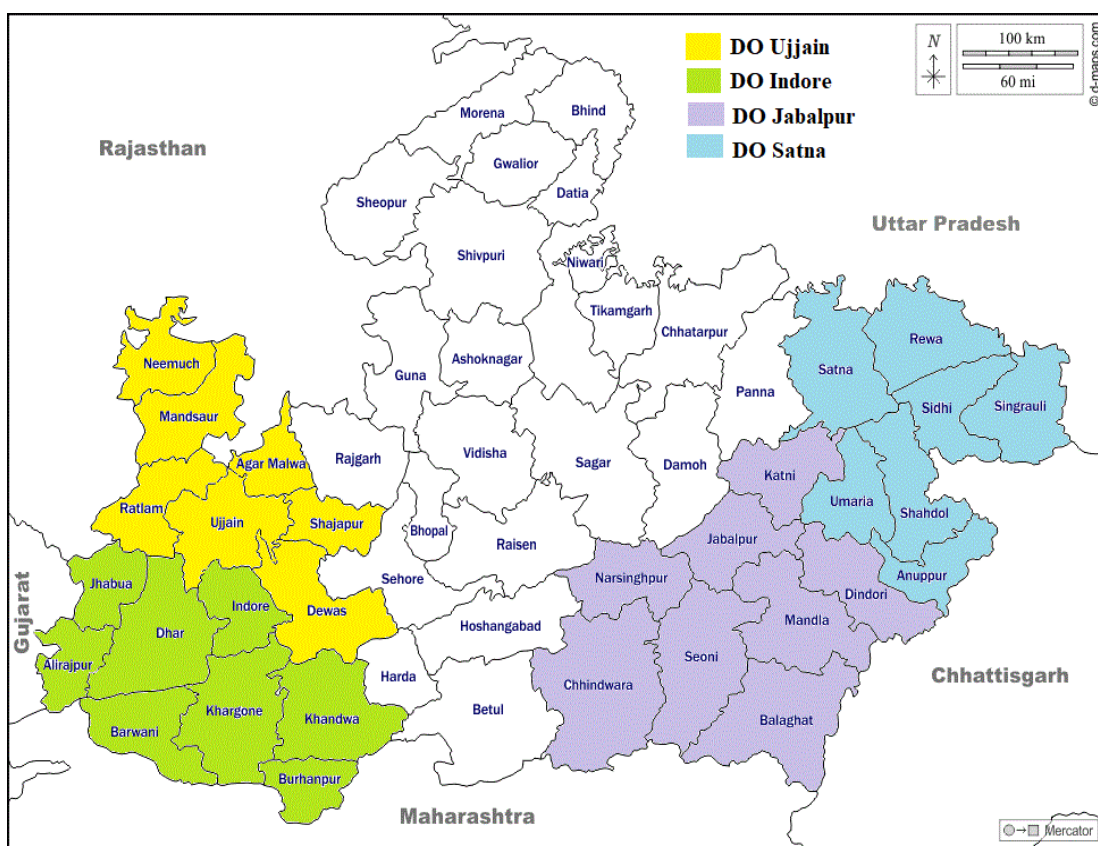 DO Ujjain
DO Indore
DO Jabalpur
DO Satna
N
100 km
60 mi
© d-maps.com
Rajasthan
Uttar Pradesh
Gujarat
Maharashtra
Chhattisgarh
Morena
Bhind
Gwalior
Datia
Sheopur
Shivpuri
Niwari
Tikamgarh
Chhatarpur
Guna
Ashoknagar
Panna
Satna
Rewa
Sidhi
Singrauli
Neemuch
Mandsaur
Agar Malwa
Rajgarh
Vidisha
Sagar
Damoh
Katni
Umaria
Shahdol
Ratlam
Ujjain
Shajapur
Bhopal
Raisen
Jabalpur
Anuppur
Jhabua
Indore
Dewas
Sehore
Narsinghpur
Dindori
Dhar
Hoshangabad
Mandla
Alirajpur
Harda
Seoni
Khargone
Khandwa
Betul
Chhindwara
Balaghat
Barwani
Burhanpur
Mercator